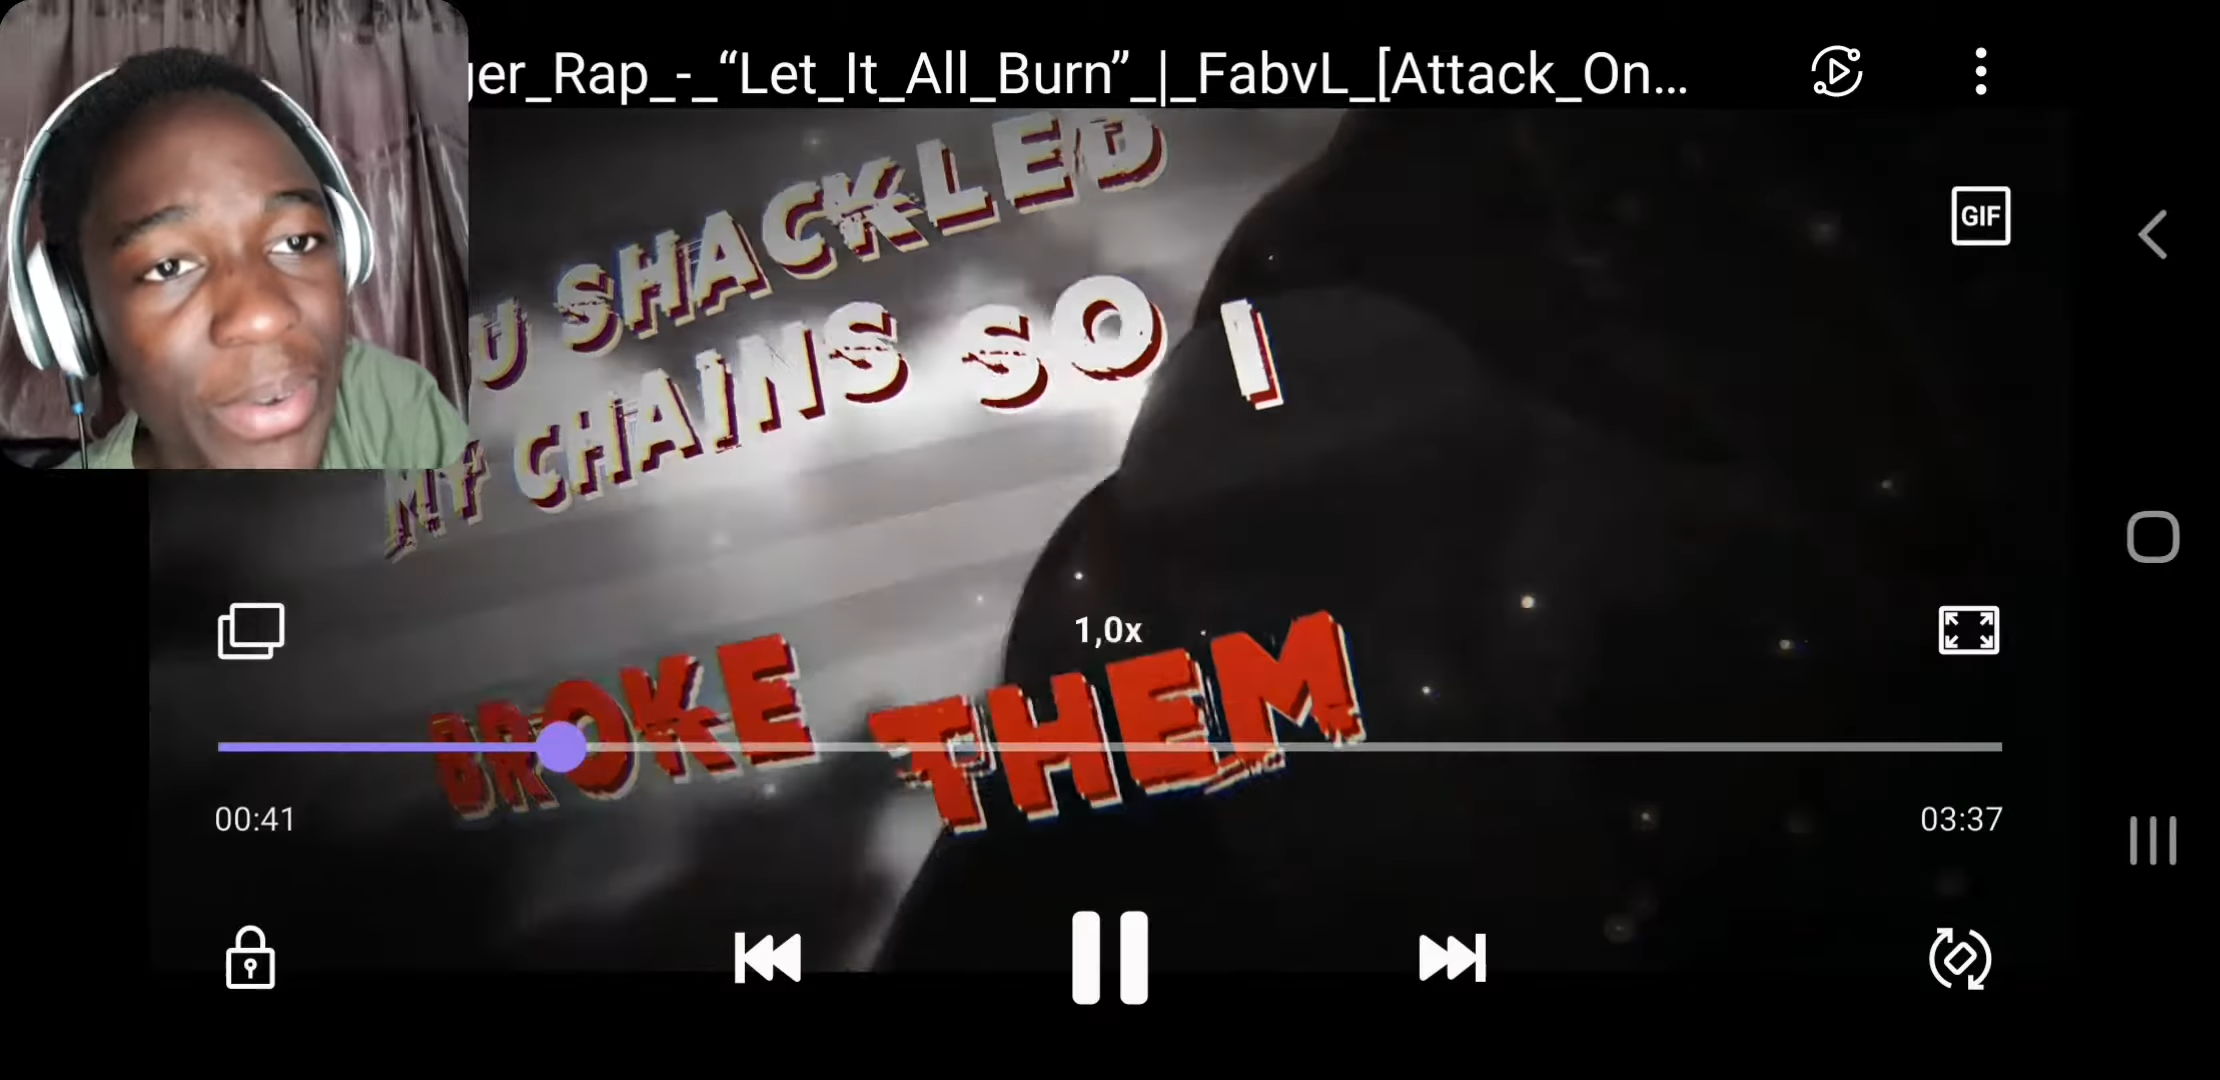 ger_Rap_-_“Let_It_All_Burn”_|_FabvL_[Attack_On...
GIF
U SHACKLED
MY CHAINS SO I
1,0x
BROKE THEM
00:41
03:37